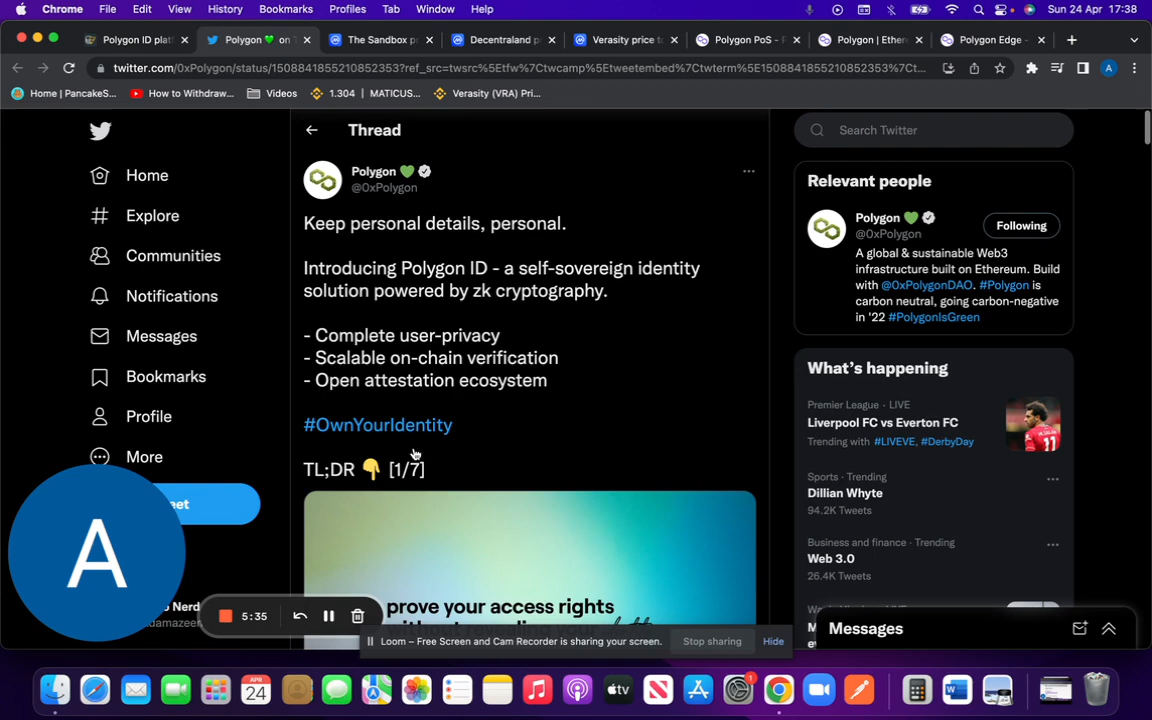 Chrome File Edit View History Bookmarks Profiles Tab Window Help
Sun 24 Apr 17:38
Polygon ID plat
Polygon 💚 on T
The Sandbox pr
Decentraland p
Verasity price to
Polygon PoS - P
Polygon | Ethere
Polygon Edge -
twitter.com/0xPolygon/status/1508841855210852353?ref_src=twsrc%5Etfw%7Ctwcamp%5Etweetembed%7Ctwterm%5E1508841855210852353%7Ct...
A
Home | PancakeS...
How to Withdraw...
Videos
1.304 | MATICUS...
Verasity (VRA) Pri...
Home
Explore
Communities
Notifications
Messages
Bookmarks
Profile
More
eet
A
Nerd
damazeer
Thread
Polygon 💚
@0xPolygon
Keep personal details, personal.
Introducing Polygon ID - a self-sovereign identity
solution powered by zk cryptography.
- Complete user-privacy
- Scalable on-chain verification
- Open attestation ecosystem
#OwnYourIdentity
TL;DR 👇 [1/7]
prove your access rights
5:35
Loom – Free Screen and Cam Recorder is sharing your screen.
Stop sharing
Hide
Search Twitter
Relevant people
Polygon 💚
@0xPolygon
Following
A global & sustainable Web3
infrastructure built on Ethereum. Build
with @0xPolygonDAO. #Polygon is
carbon neutral, going carbon-negative
in '22 #PolygonIsGreen
What's happening
Premier League · LIVE
Liverpool FC vs Everton FC
Trending with #LIVEVE, #DerbyDay
Sports · Trending
Dillian Whyte
94.2K Tweets
Business and finance · Trending
Web 3.0
26.4K Tweets
Messages
APR
24
tv
1